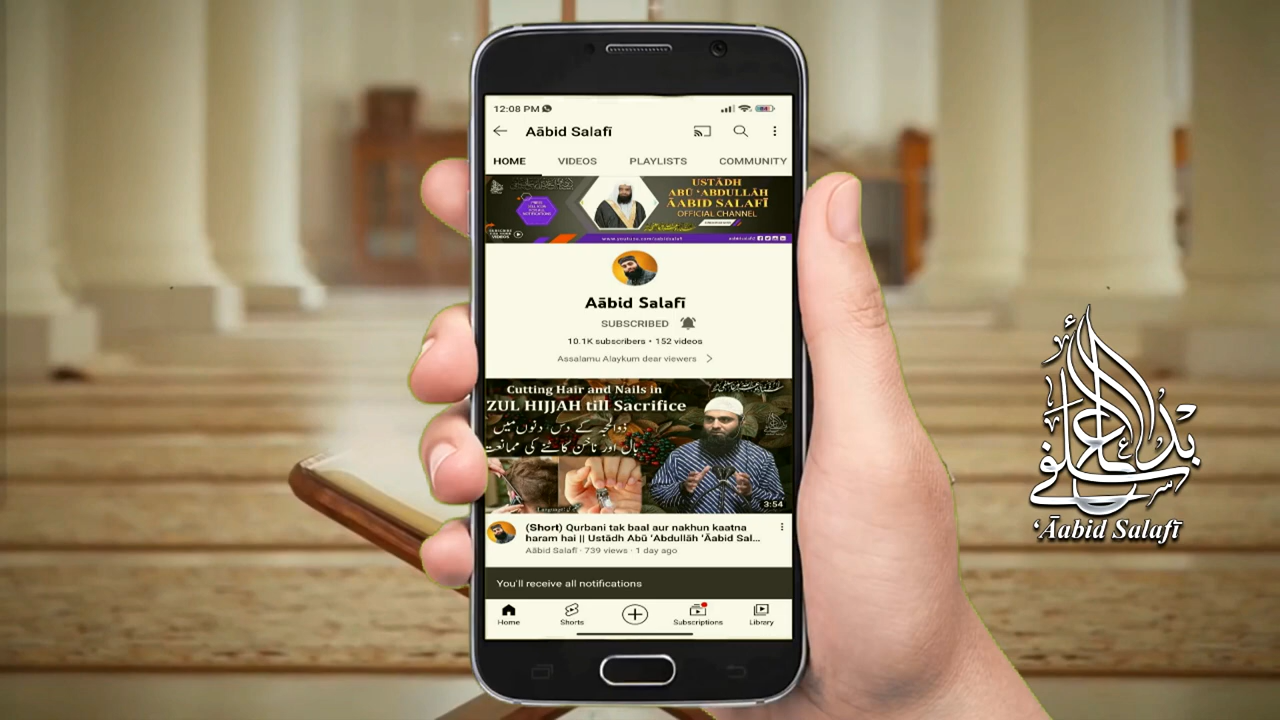 12:08 PM
Aābid Salafī
HOME VIDEOS PLAYLISTS COMMUNITY
USTĀDH
ABŪ ‘ABDULLĀH
ĀABID SALAFĪ
OFFICIAL CHANNEL
www.youtube.com/aabidsalafi
Aābid Salafī
SUBSCRIBED
10.1K subscribers • 152 videos
Assalamu Alaykum dear viewers
Cutting Hair and Nails in
ZUL HIJJAH till Sacrifice
ذوالحجہ کے دس دنوں میں
بال اور ناخن کاٹنے کی ممانعت
3:54
(Short) Qurbani tak baal aur nakhun kaatna
haram hai || Ustādh Abū ‘Abdullāh ‘Āabid Sal...
Aābid Salafī · 739 views · 1 day ago
You'll receive all notifications
Home Shorts Subscriptions Library
‘Āabid Salafī